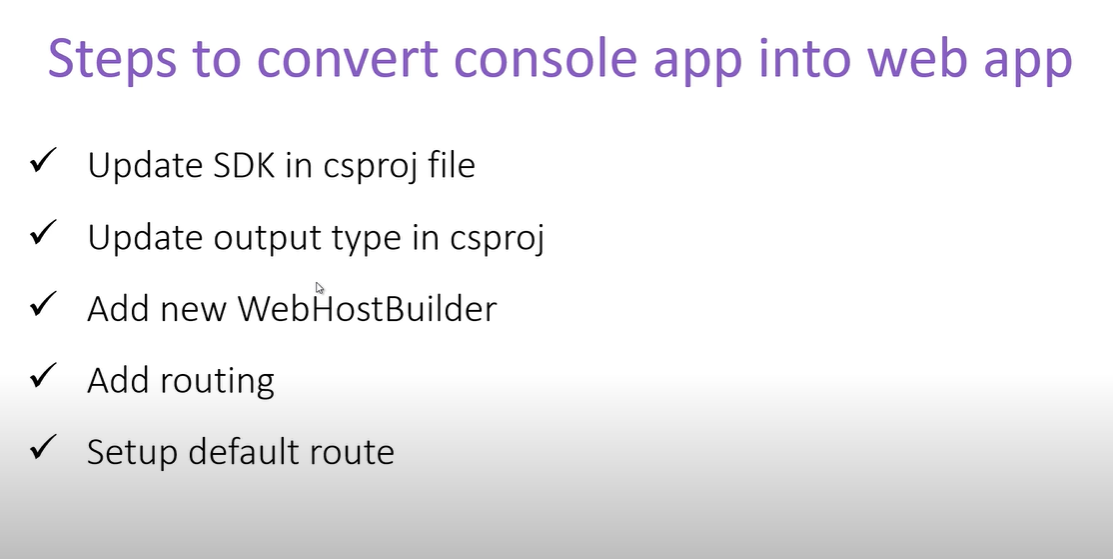 Steps to convert console app into web app
✓ Update SDK in csproj file
✓ Update output type in csproj
✓ Add new WebHostBuilder
✓ Add routing
✓ Setup default route